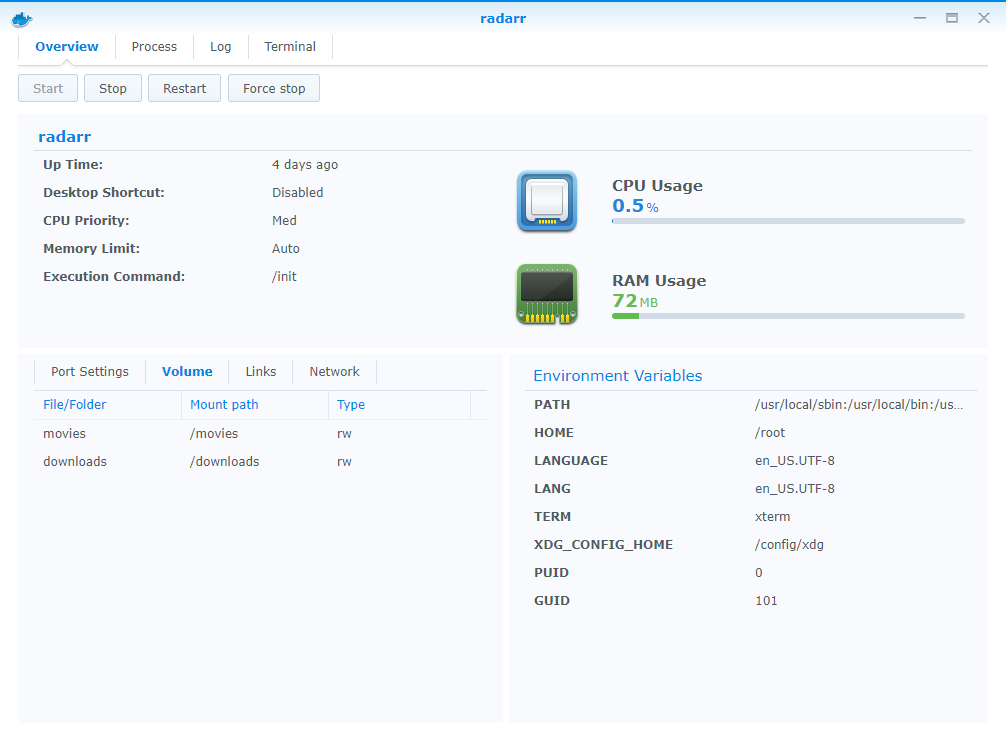 radarr
Overview Process Log Terminal
Start Stop Restart Force stop
radarr
Up Time: 4 days ago
Desktop Shortcut: Disabled
CPU Priority: Med
Memory Limit: Auto
Execution Command: /init
CPU Usage
0.5 %
RAM Usage
72 MB
Port Settings Volume Links Network
File/Folder Mount path Type
movies /movies rw
downloads /downloads rw
Environment Variables
PATH /usr/local/sbin:/usr/local/bin:/us...
HOME /root
LANGUAGE en_US.UTF-8
LANG en_US.UTF-8
TERM xterm
XDG_CONFIG_HOME /config/xdg
PUID 0
GUID 101